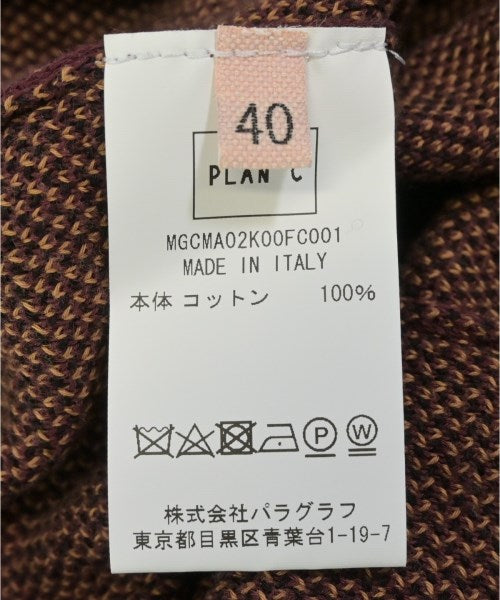 40
PLAN C
MGCMA02K00FC001
MADE IN ITALY
本体 コットン 100%
P W
株式会社パラグラフ
東京都目黒区青葉台1-19-7